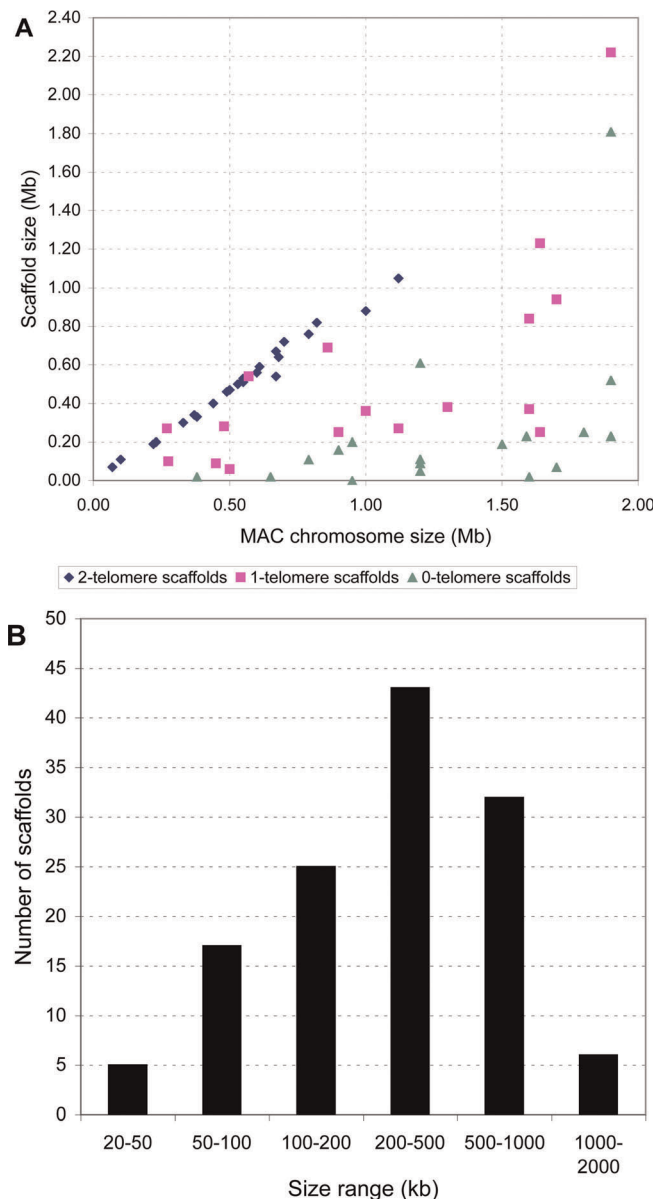 A
2.40
2.20
2.00
1.80
1.60
1.40
1.20
1.00
0.80
0.60
0.40
0.20
0.00
Scaffold size (Mb)
0.00 0.50 1.00 1.50 2.00
MAC chromosome size (Mb)
2-telomere scaffolds 1-telomere scaffolds 0-telomere scaffolds
B
50
45
40
35
30
25
20
15
10
5
0
Number of scaffolds
20-50 50-100 100-200 200-500 500-1000 1000-
2000
Size range (kb)